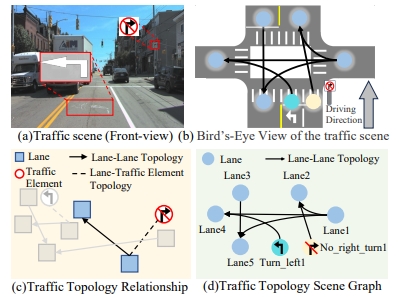 (a)Traffic scene (Front-view)
(b) Bird's-Eye View of the traffic scene
Driving
Direction
Lane
Lane-Lane Topology
Traffic
Element
Lane-Traffic Element
Topology
(c)Traffic Topology Relationship
Lane
Lane-Lane Topology
Lane3
Lane2
Lane4
Lane1
Lane5
Turn_left1
No_right_turn1
(d)Traffic Topology Scene Graph